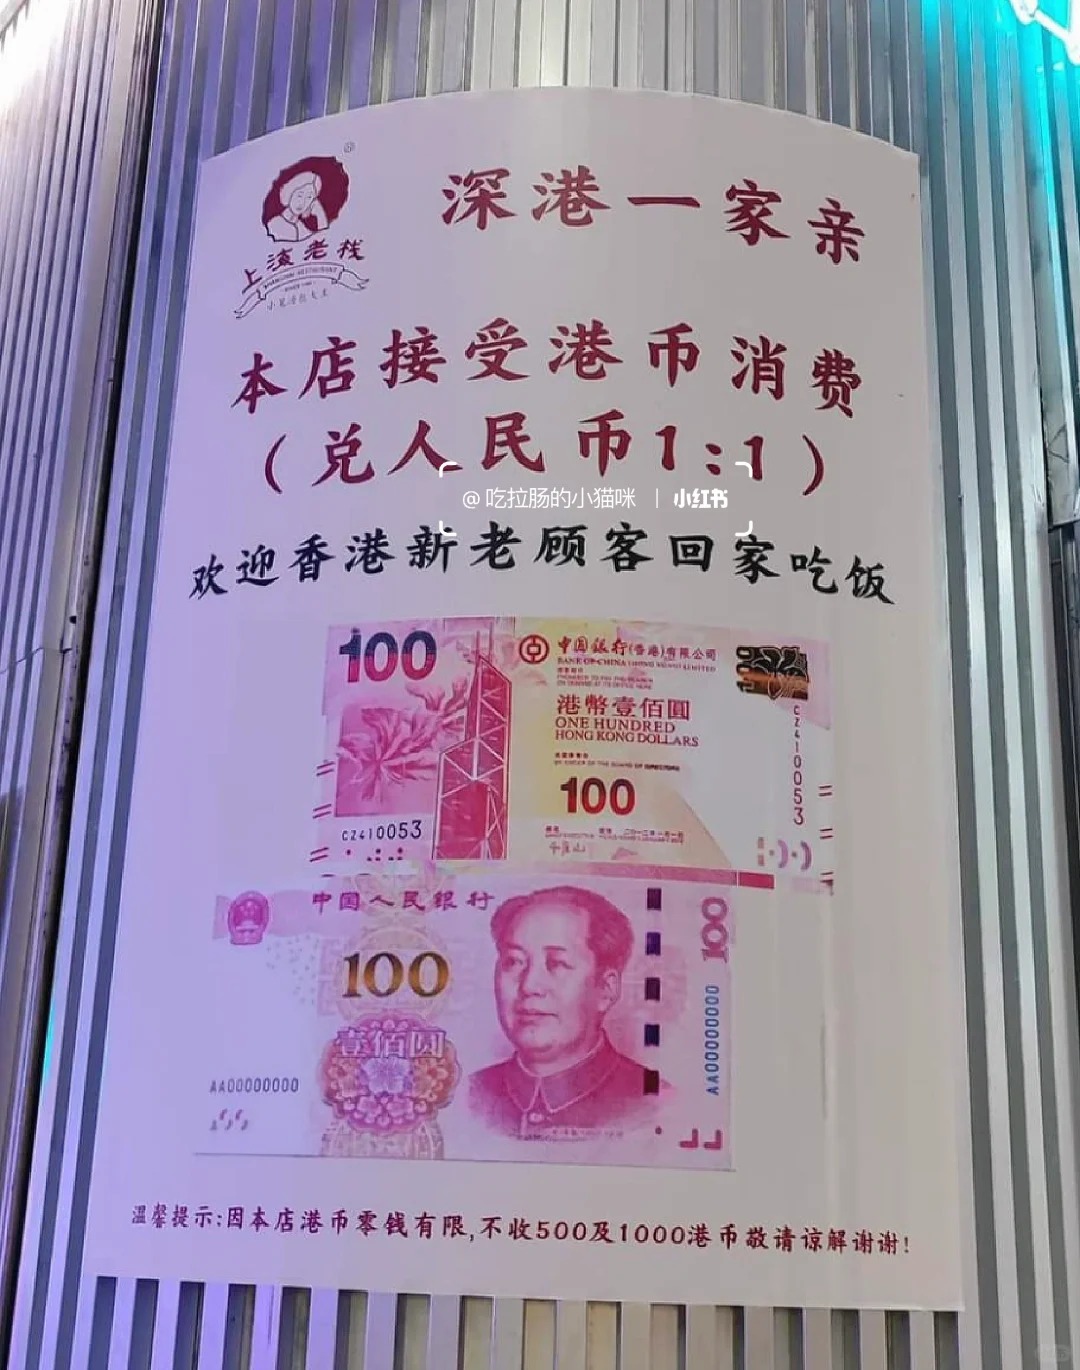 深港一家亲
®
上滬老栈
本店接受港币消费
（兑人民币1:1）
@吃拉肠的小猫咪 | 小红书
欢迎香港新老顾客回家吃饭
100
中國銀行(香港)有限公司
BANK OF CHINA (HONG KONG) LIMITED
港幣壹佰圓
ONE HUNDRED
HONG KONG DOLLARS
100
CZ410053
CZ410053
中国人民银行
100
100
壹佰圆
AA00000000
AA00000000
温馨提示:因本店港币零钱有限,不收500及1000港币敬请谅解谢谢!